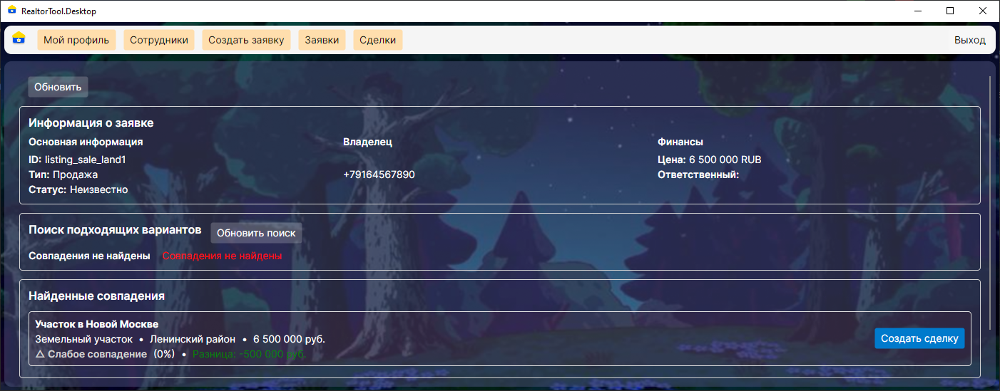 RealtorTool.Desktop
Мой профиль Сотрудники Создать заявку Заявки Сделки Выход
Обновить
Информация о заявке
Основная информация Владелец Финансы
ID: listing_sale_land1 Цена: 6 500 000 RUB
Тип: Продажа +79164567890 Ответственный:
Статус: Неизвестно
Поиск подходящих вариантов Обновить поиск
Совпадения не найдены Совпадения не найдены
Найденные совпадения
Участок в Новой Москве
Земельный участок • Ленинский район • 6 500 000 руб.
Создать сделку
△ Слабое совпадение (0%) • Разница: -500 000 руб.